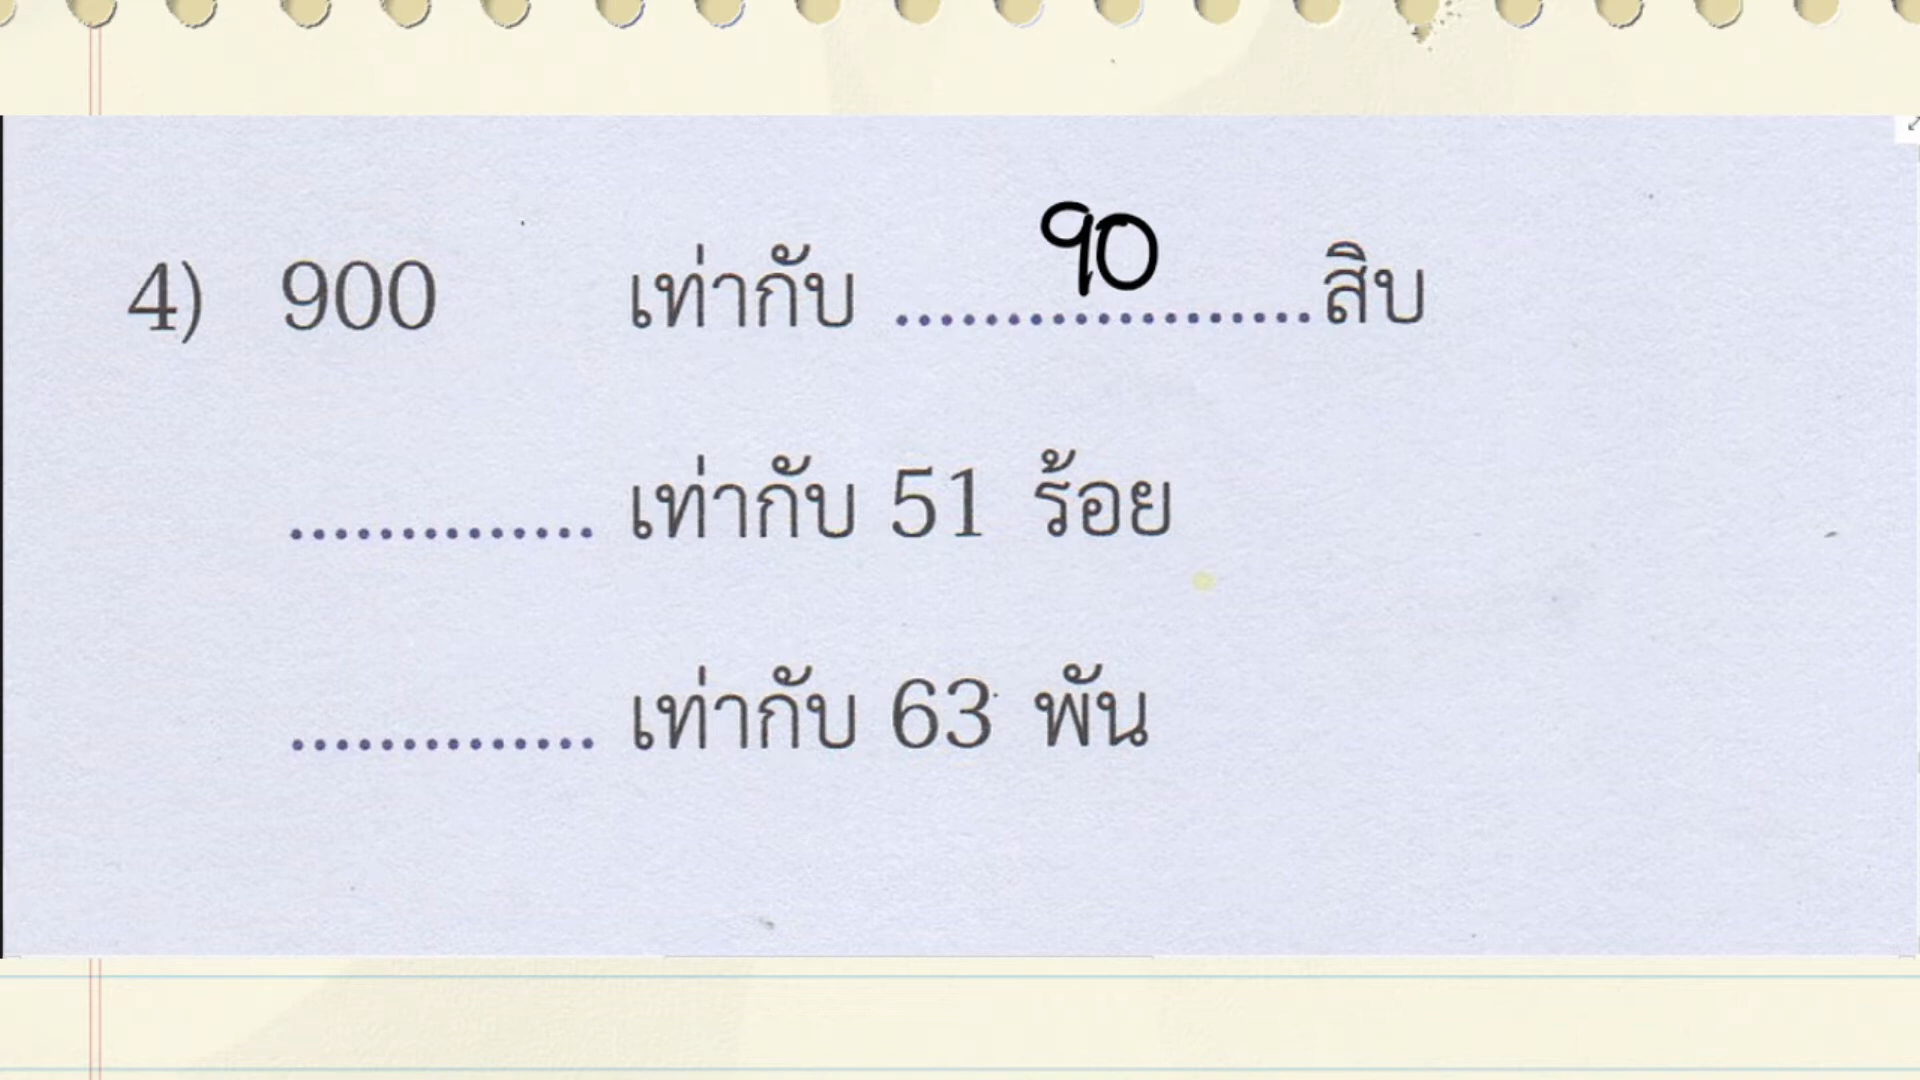 4) 900 เท่ากับ 90 สิบ
............. เท่ากับ 51 ร้อย
............. เท่ากับ 63 พัน